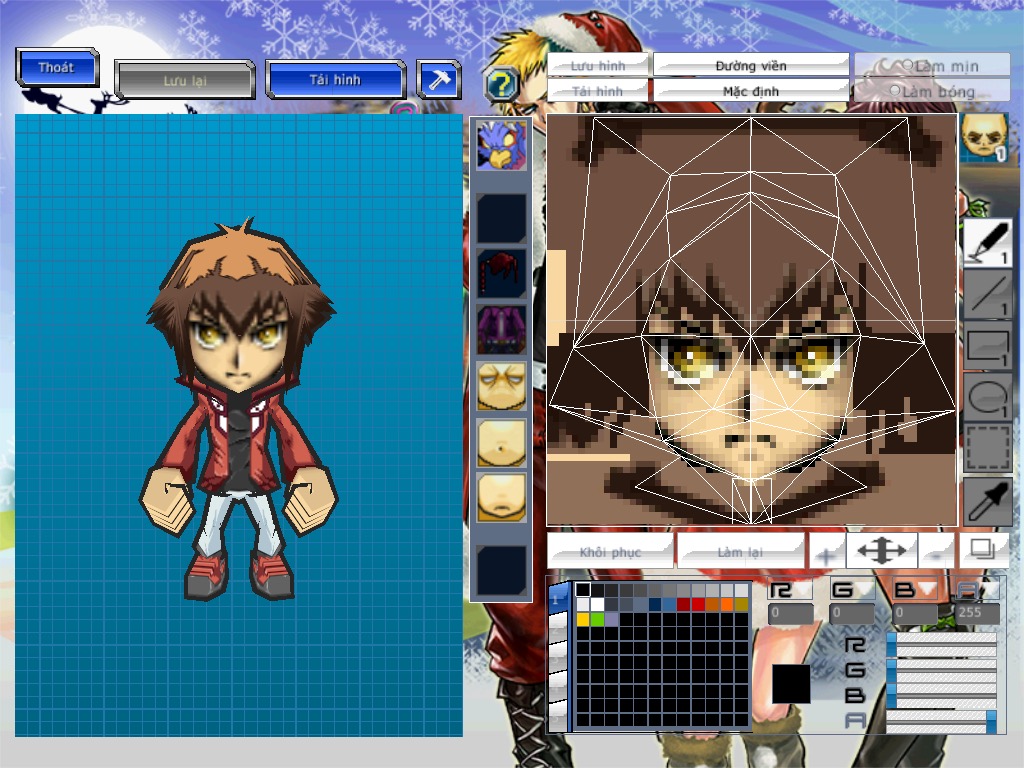 Thoát
Lưu lại
Tải hình
?
Lưu hình
Đường viền
Làm mịn
Tải hình
Mặc định
Làm bóng
1
1
1
1
1
Khôi phục
Làm lại
+
-
1
R
G
B
A
0
0
0
255
R
G
B
A